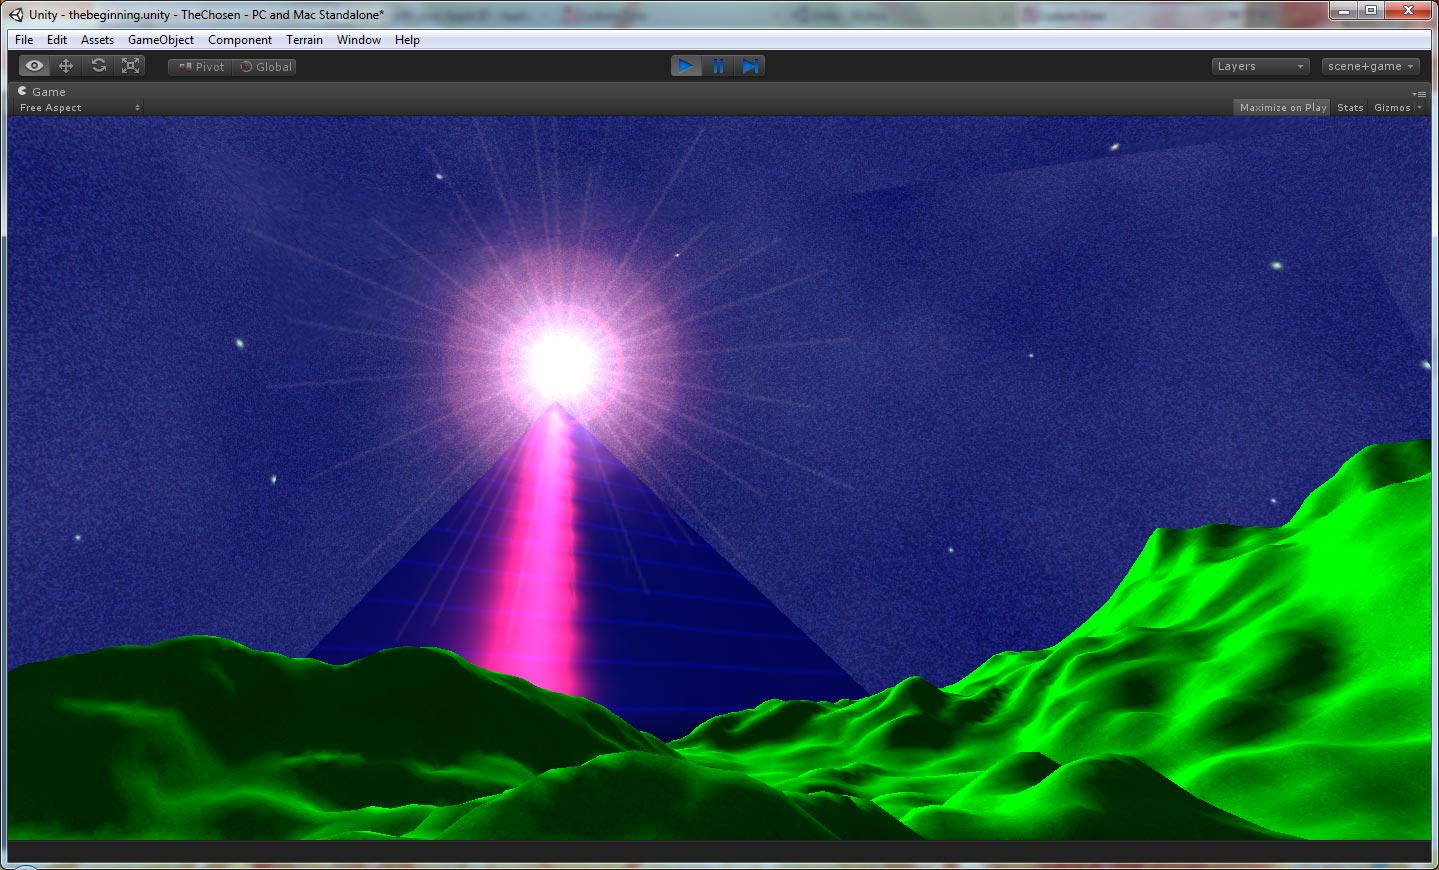 Unity - thebeginning.unity - TheChosen - PC and Mac Standalone*
File Edit Assets GameObject Component Terrain Window Help
Pivot Global Layers scene+game
Game
Free Aspect Maximize on Play Stats Gizmos